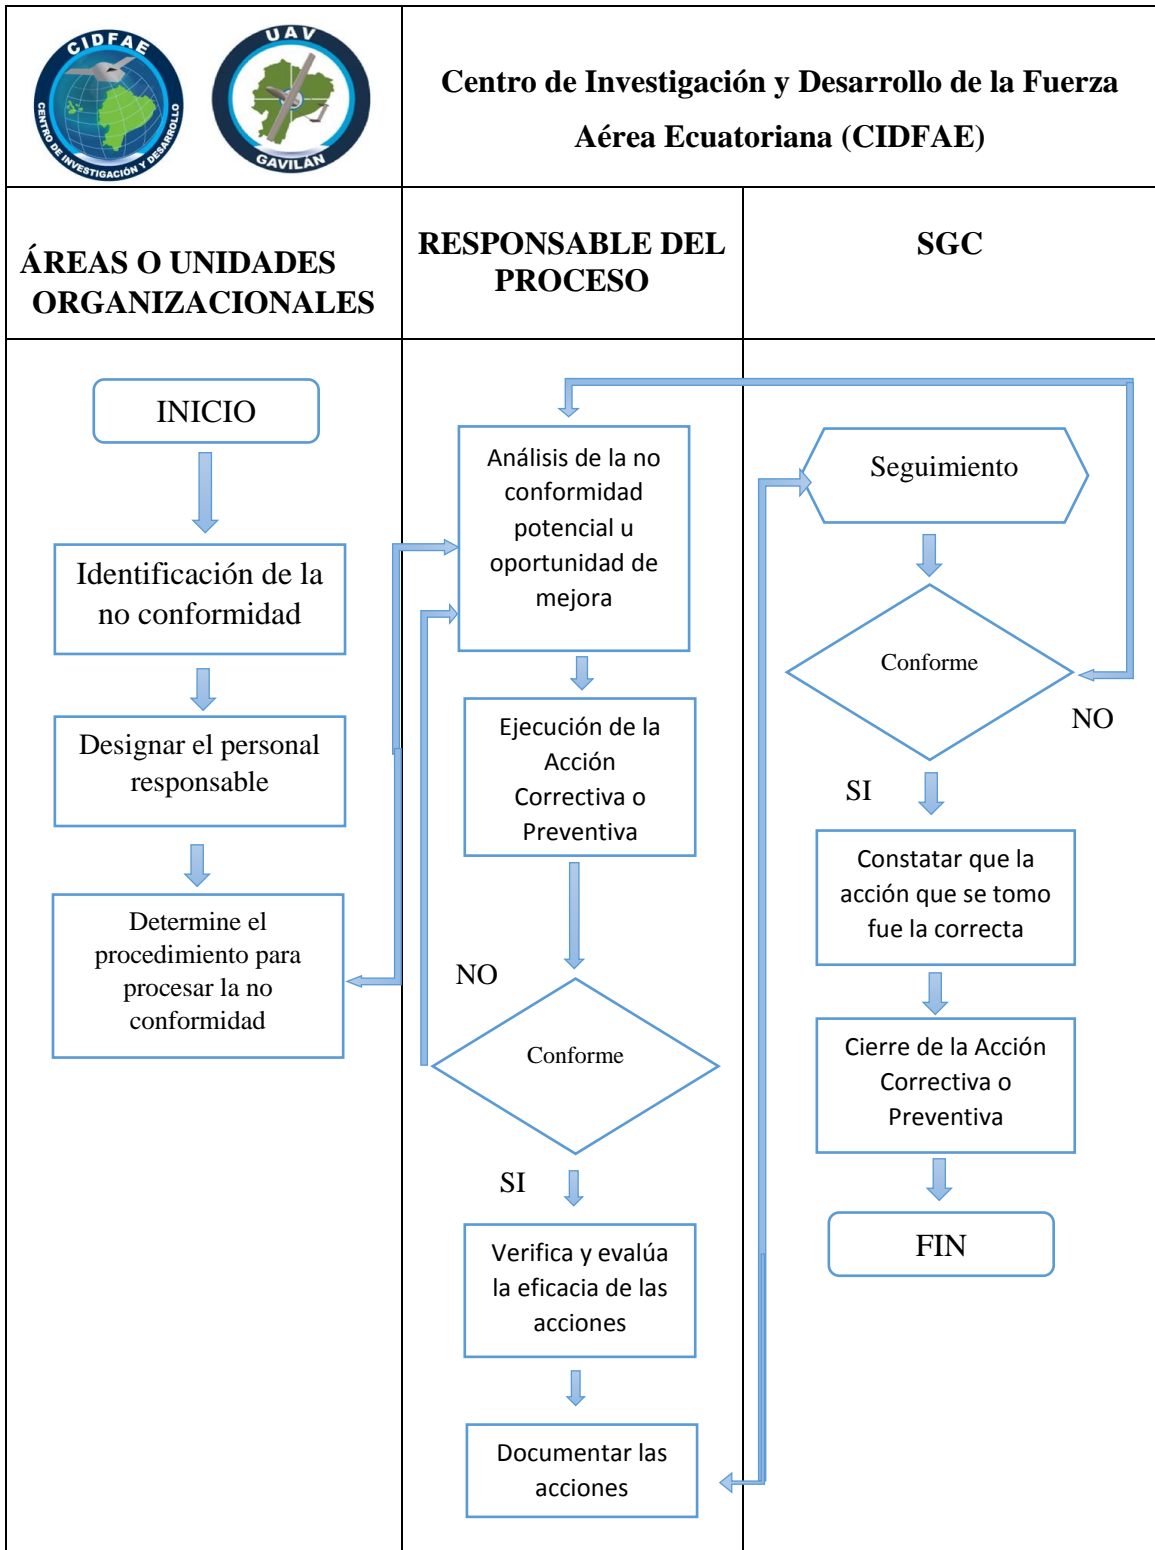 CIDFAE
CENTRO DE INVESTIGACIÓN Y DESARROLLO
UAV
GAVILÁN
Centro de Investigación y Desarrollo de la Fuerza
Aérea Ecuatoriana (CIDFAE)
ÁREAS O UNIDADES
ORGANIZACIONALES
RESPONSABLE DEL
PROCESO
SGC
INICIO
Identificación de la
no conformidad
Designar el personal
responsable
Determine el
procedimiento para
procesar la no
conformidad
Análisis de la no
conformidad
potencial u
oportunidad de
mejora
Ejecución de la
Acción
Correctiva o
Preventiva
NO
Conforme
SI
Verifica y evalúa
la eficacia de las
acciones
Documentar las
acciones
Seguimiento
Conforme
NO
SI
Constatar que la
acción que se tomo
fue la correcta
Cierre de la Acción
Correctiva o
Preventiva
FIN